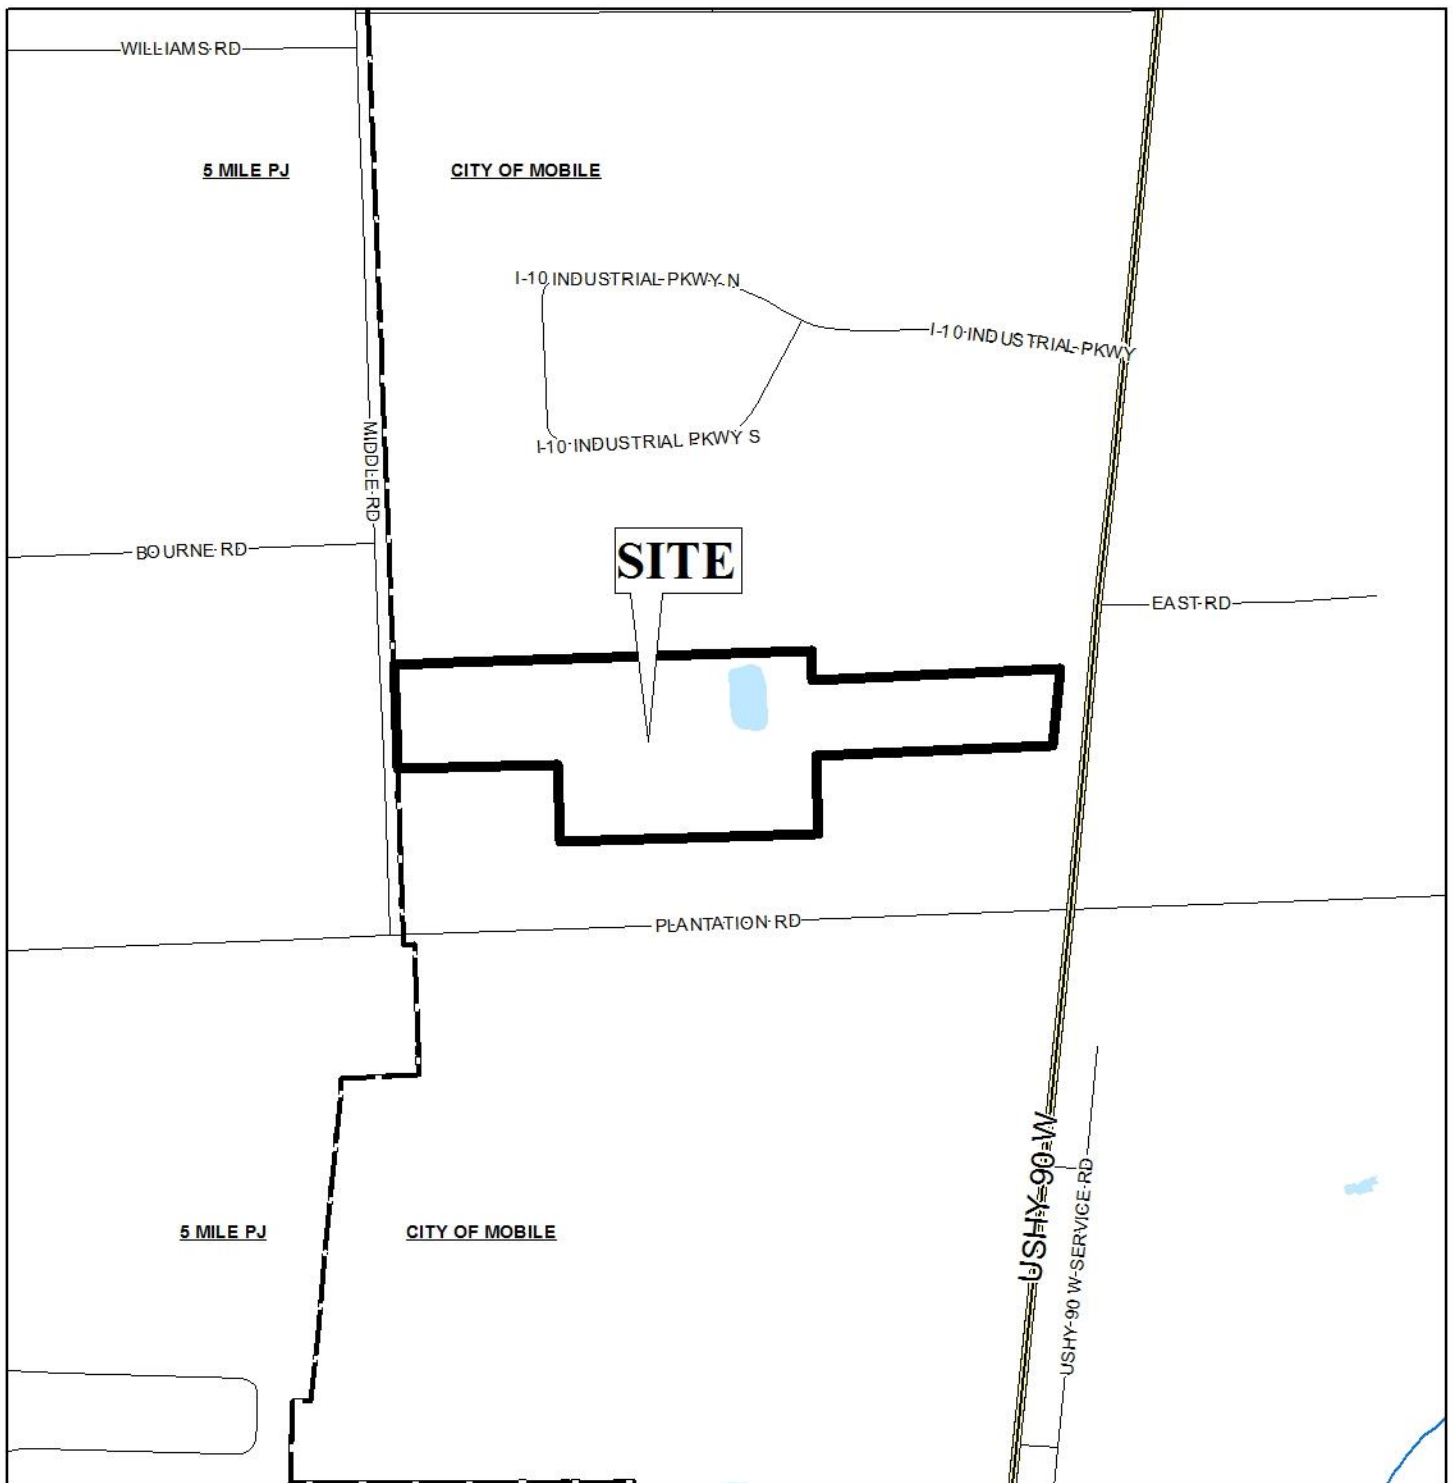 WILLIAMS RD
5 MILE PJ
CITY OF MOBILE
I-10 INDUSTRIAL PKWY N
I-10 INDUSTRIAL PKWY
I-10 INDUSTRIAL PKWY S
MIDDLE RD
BOURNE RD
SITE
EAST RD
PLANTATION RD
USHY 90 W
USHY 90 W SERVICE RD
5 MILE PJ
CITY OF MOBILE